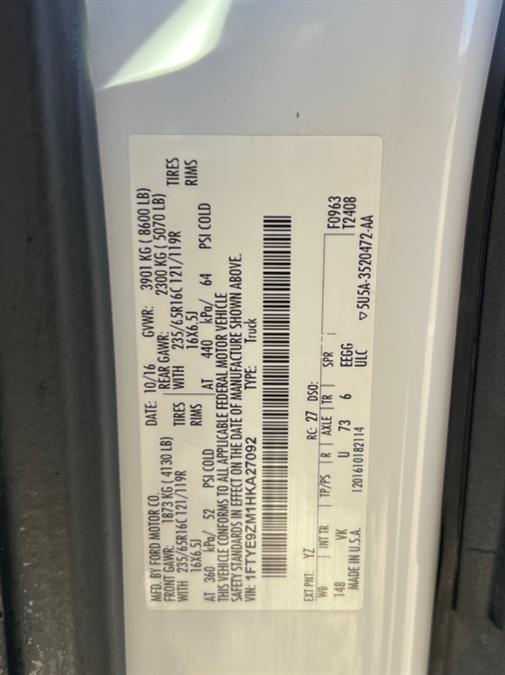 MFD. BY FORD MOTOR CO. DATE: 10/16 GVWR: 3901 KG ( 8600 LB)
FRONT GAWR: 1873 KG ( 4130 LB) REAR GAWR: 2300 KG ( 5070 LB)
WITH 235/65R16C 121/119R TIRES WITH 235/65R16C 121/119R TIRES
16X6.5J RIMS 16X6.5J RIMS
AT 360 kPa/ 52 PSI COLD AT 440 kPa/ 64 PSI COLD
THIS VEHICLE CONFORMS TO ALL APPLICABLE FEDERAL MOTOR VEHICLE
SAFETY STANDARDS IN EFFECT ON THE DATE OF MANUFACTURE SHOWN ABOVE.
VIN: 1FTYE9ZM1HKA27092 TYPE: Truck
F0963
T2408
EXT PNT: YZ RC: 27 DSO:
WB INT TR TP/PS R AXLE TR SPR
148 VK U 73 6 EEGG
ULC
MADE IN U.S.A. 1201610182114 5U5A-3520472-AA